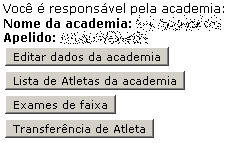 Você é responsável pela academia:
Nome da academia:
Apelido:
Editar dados da academia
Lista de Atletas da academia
Exames de faixa
Transferência de Atleta